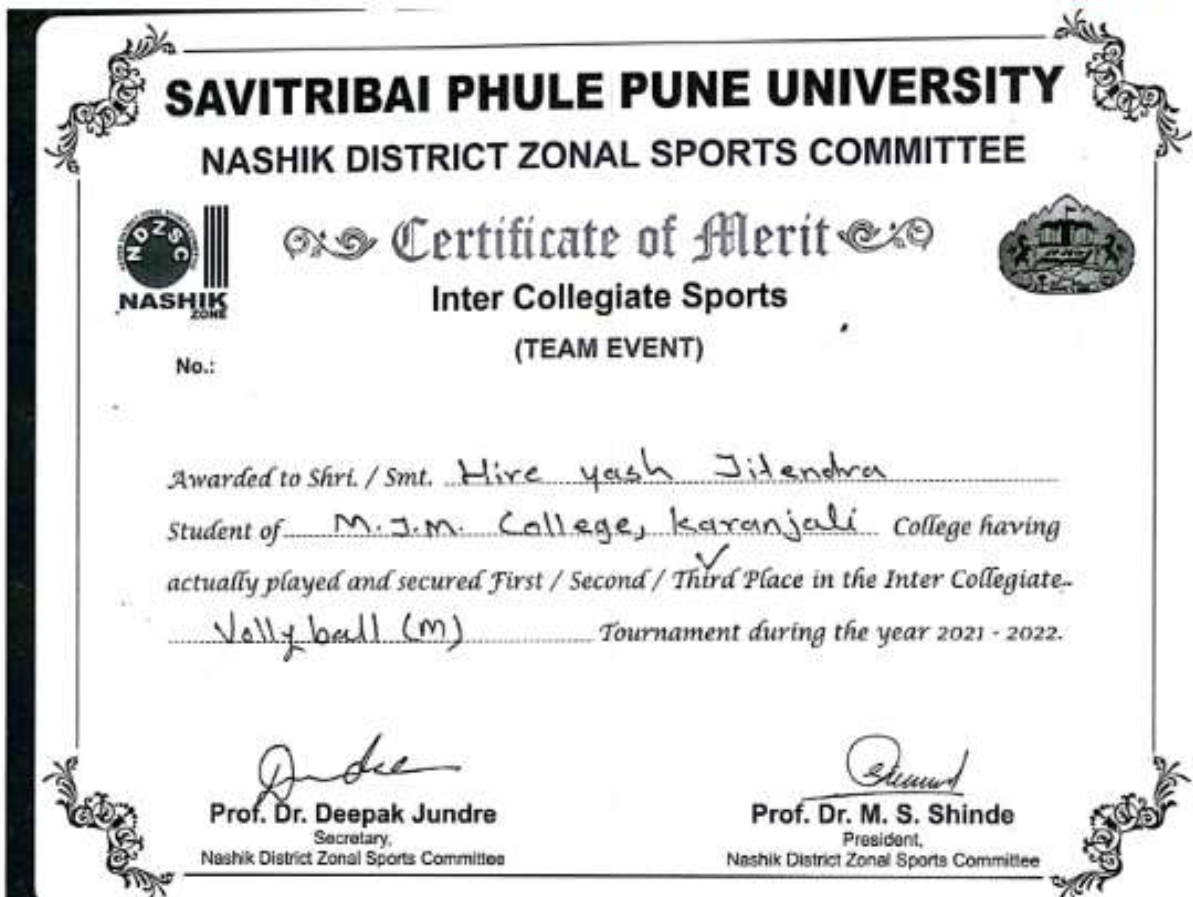 SAVITRIBAI PHULE PUNE UNIVERSITY
NASHIK DISTRICT ZONAL SPORTS COMMITTEE
NDZSC
NASHIK
ZONE
Certificate of Merit
Inter Collegiate Sports
(TEAM EVENT)
No.:
Awarded to Shri. / Smt. Hire yash Jitendra
Student of M.J.M. College, karanjali College having
actually played and secured First / Second / Third Place in the Inter Collegiate
Vollyball (M) Tournament during the year 2021 - 2022.
Prof. Dr. Deepak Jundre
Secretary,
Nashik District Zonal Sports Committee
Prof. Dr. M. S. Shinde
President,
Nashik District Zonal Sports Committee